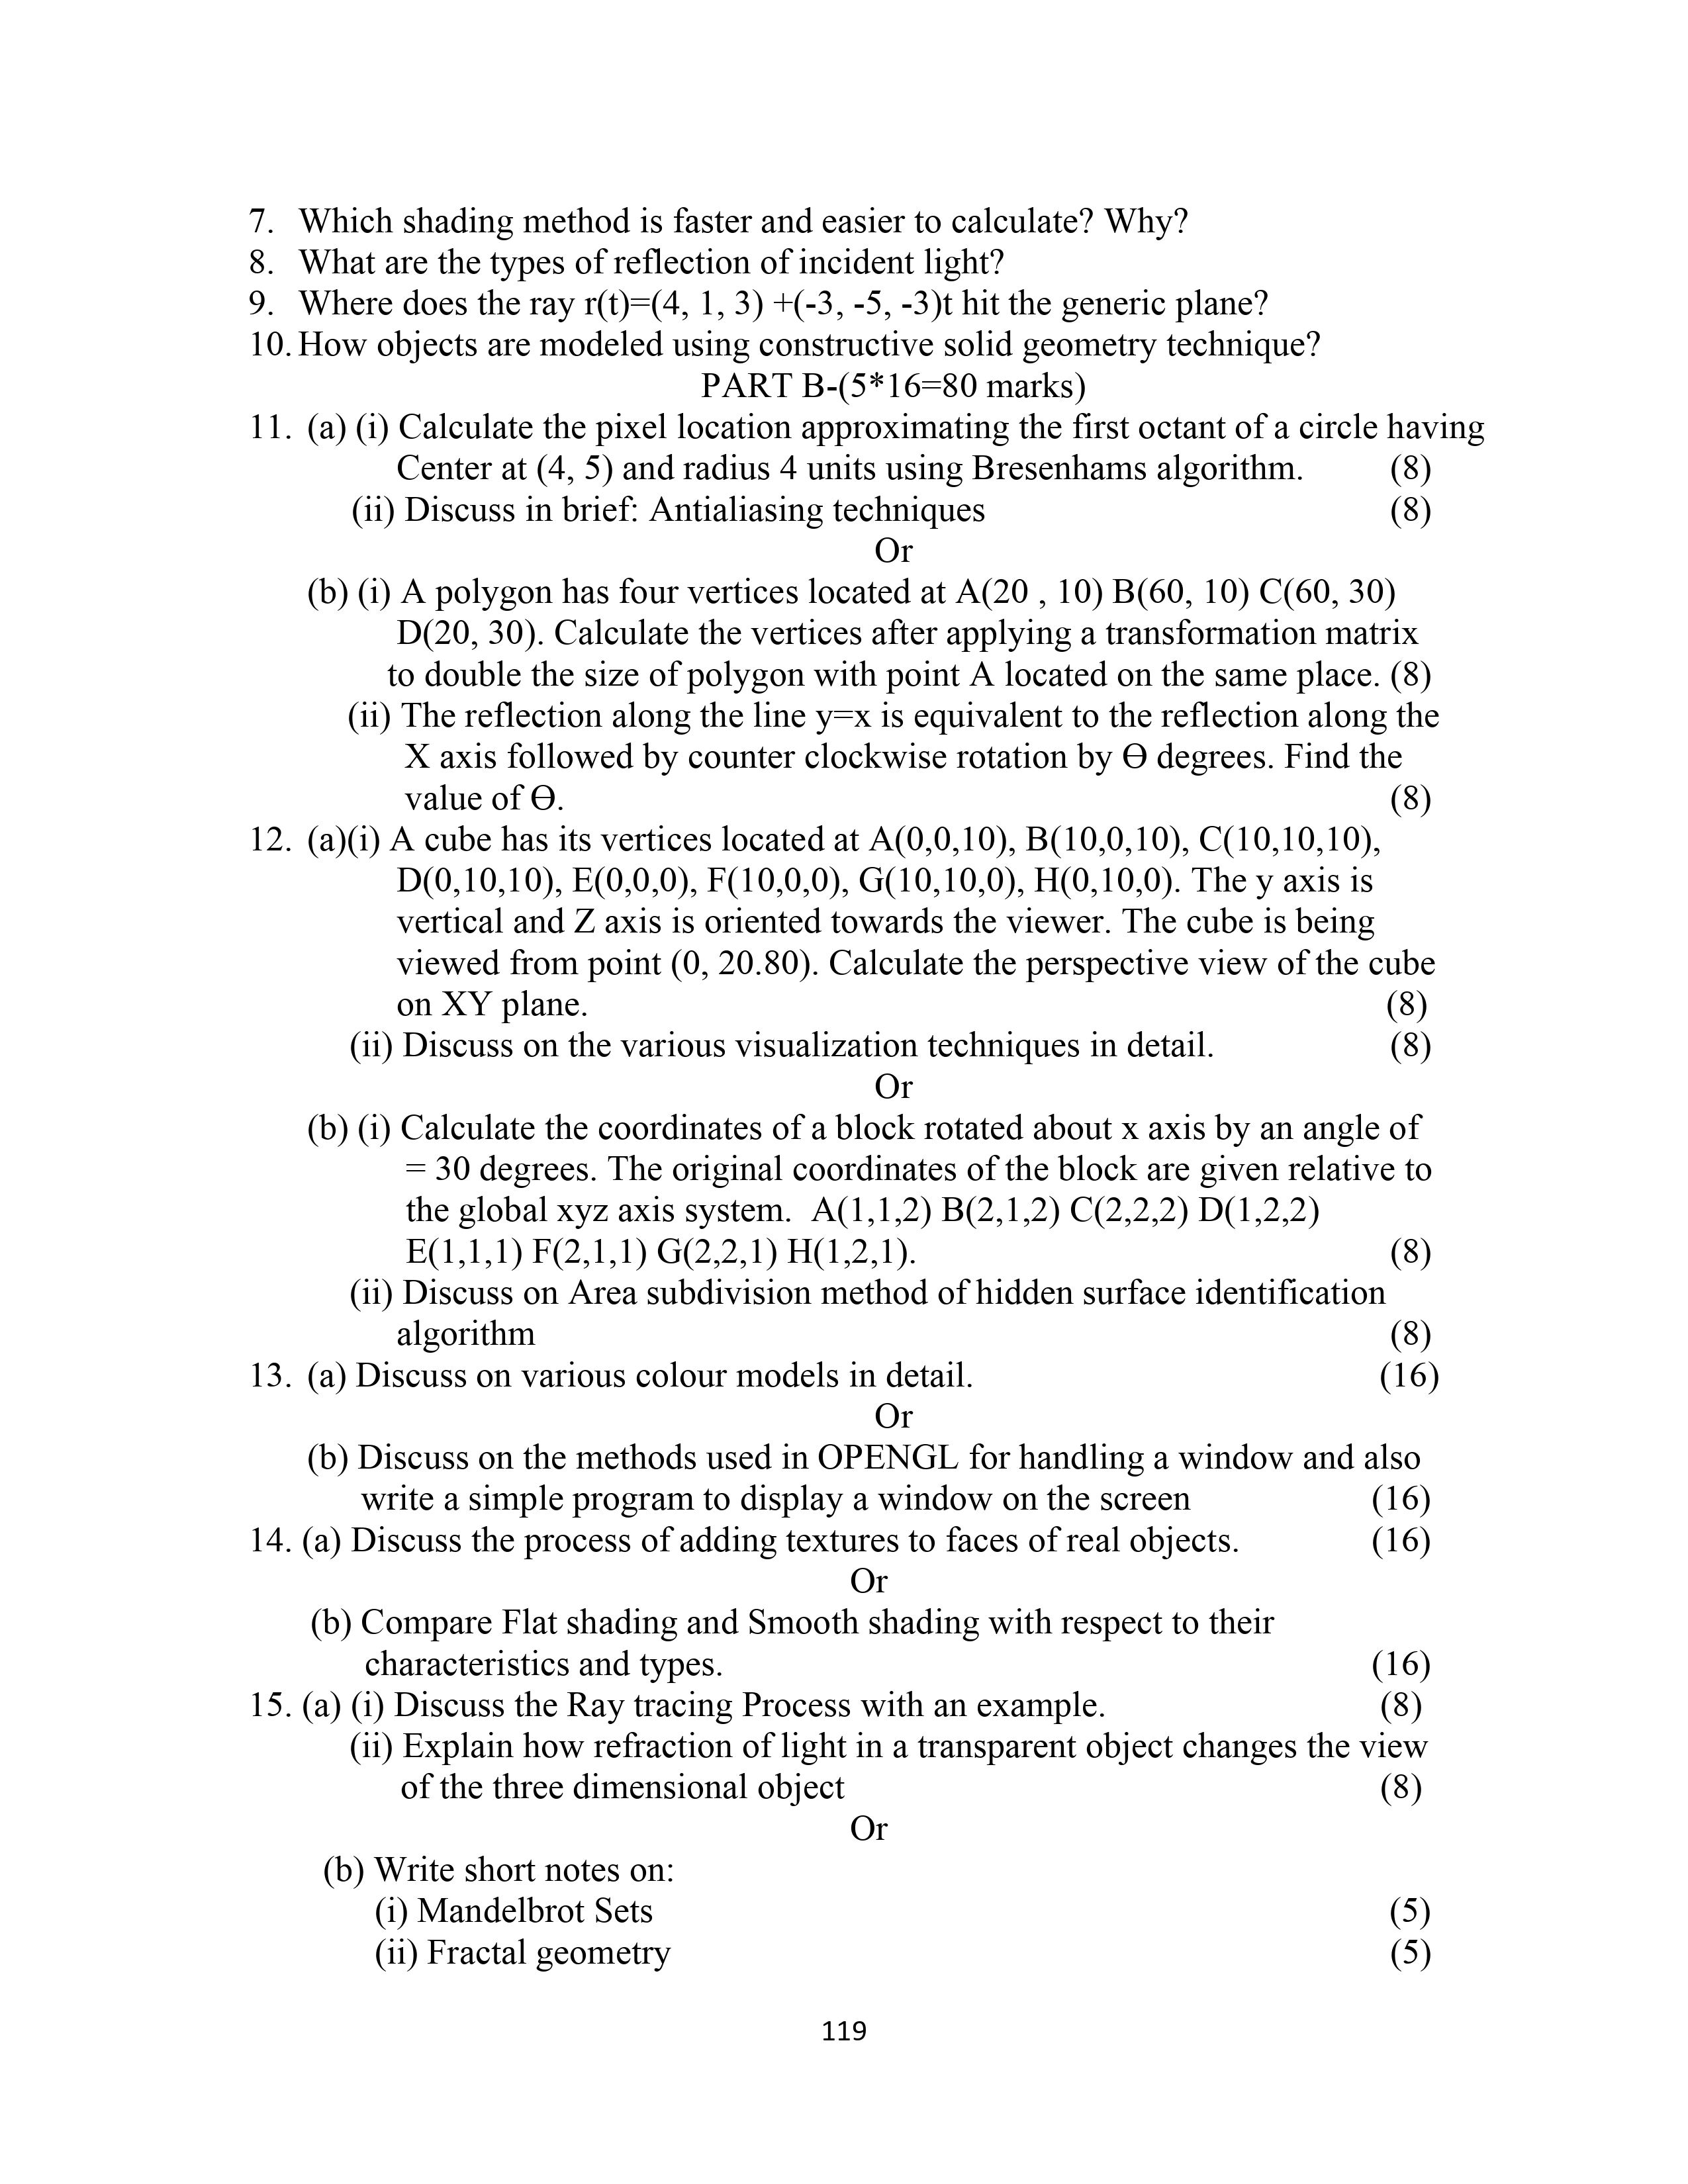 7. Which shading method is faster and easier to calculate? Why?
8. What are the types of reflection of incident light?
9. Where does the ray r(t)=(4, 1, 3) +(-3, -5, -3)t hit the generic plane?
10. How objects are modeled using constructive solid geometry technique?
PART B-(5*16=80 marks)
11. (a) (i) Calculate the pixel location approximating the first octant of a circle having
Center at (4, 5) and radius 4 units using Bresenhams algorithm. (8)
(ii) Discuss in brief: Antialiasing techniques (8)
Or
(b) (i) A polygon has four vertices located at A(20 , 10) B(60, 10) C(60, 30)
D(20, 30). Calculate the vertices after applying a transformation matrix
to double the size of polygon with point A located on the same place. (8)
(ii) The reflection along the line y=x is equivalent to the reflection along the
X axis followed by counter clockwise rotation by Ɵ degrees. Find the
value of Ɵ. (8)
12. (a)(i) A cube has its vertices located at A(0,0,10), B(10,0,10), C(10,10,10),
D(0,10,10), E(0,0,0), F(10,0,0), G(10,10,0), H(0,10,0). The y axis is
vertical and Z axis is oriented towards the viewer. The cube is being
viewed from point (0, 20.80). Calculate the perspective view of the cube
on XY plane. (8)
(ii) Discuss on the various visualization techniques in detail. (8)
Or
(b) (i) Calculate the coordinates of a block rotated about x axis by an angle of
= 30 degrees. The original coordinates of the block are given relative to
the global xyz axis system. A(1,1,2) B(2,1,2) C(2,2,2) D(1,2,2)
E(1,1,1) F(2,1,1) G(2,2,1) H(1,2,1). (8)
(ii) Discuss on Area subdivision method of hidden surface identification
algorithm (8)
13. (a) Discuss on various colour models in detail. (16)
Or
(b) Discuss on the methods used in OPENGL for handling a window and also
write a simple program to display a window on the screen (16)
14. (a) Discuss the process of adding textures to faces of real objects. (16)
Or
(b) Compare Flat shading and Smooth shading with respect to their
characteristics and types. (16)
15. (a) (i) Discuss the Ray tracing Process with an example. (8)
(ii) Explain how refraction of light in a transparent object changes the view
of the three dimensional object (8)
Or
(b) Write short notes on:
(i) Mandelbrot Sets (5)
(ii) Fractal geometry (5)
119